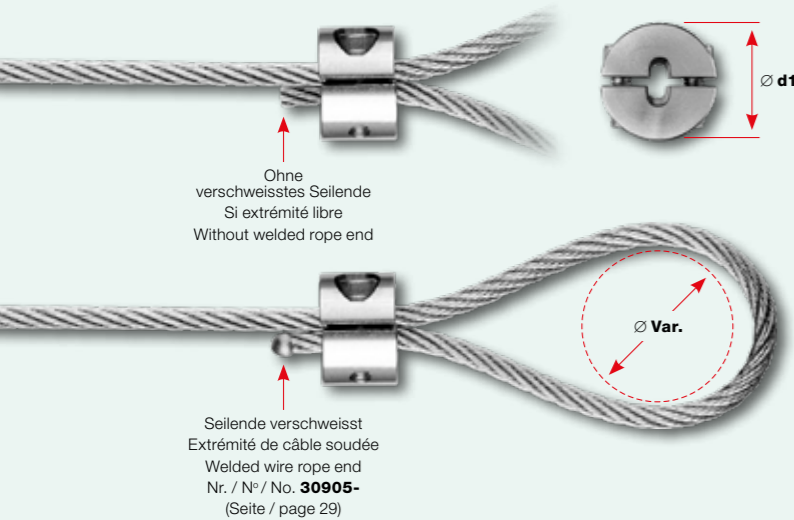 Ø d1
Ohne
verschweisstes Seilende
Si extrémité libre
Without welded rope end
Ø Var.
Seilende verschweisst
Extrémité de câble soudée
Welded wire rope end
Nr. / Nº / No. 30905-
(Seite / page 29)